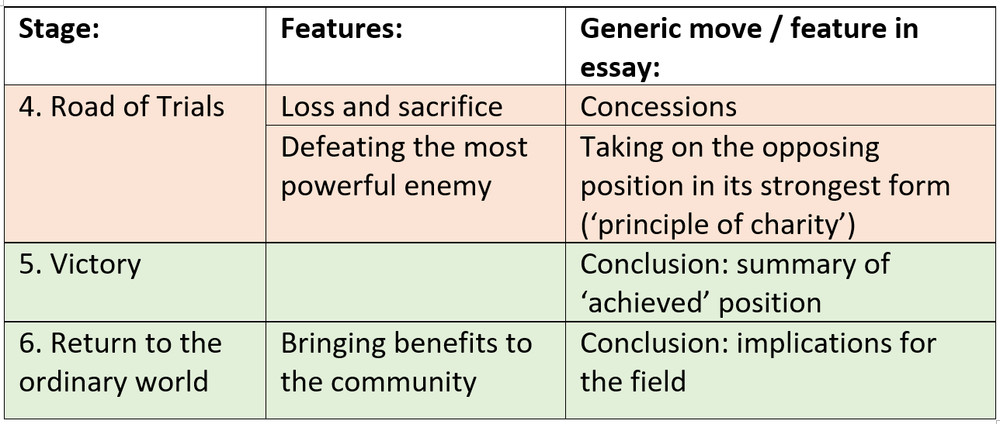 Stage:
Features:
Generic move / feature in
essay:
4. Road of Trials
Loss and sacrifice
Concessions
Defeating the most
powerful enemy
Taking on the opposing
position in its strongest form
(‘principle of charity’)
5. Victory
Conclusion: summary of
‘achieved’ position
6. Return to the
ordinary world
Bringing benefits to
the community
Conclusion: implications for
the field